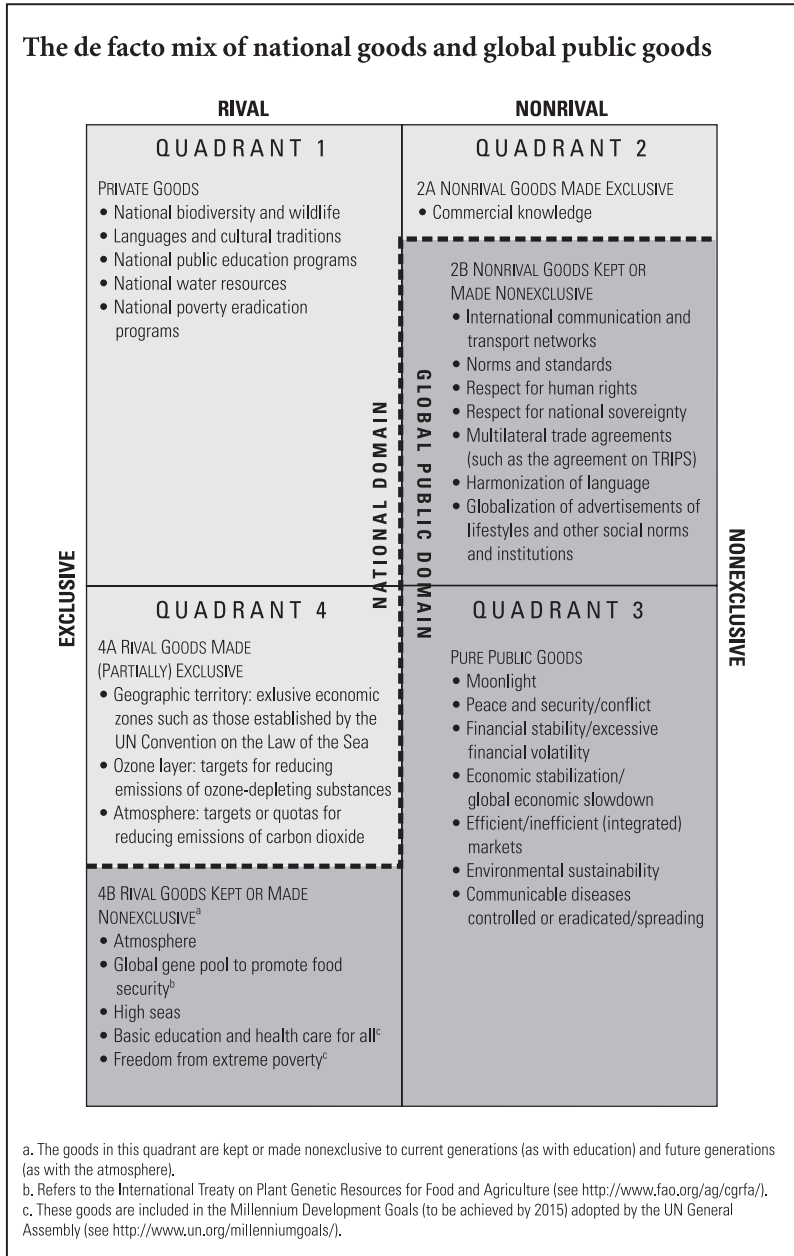 The de facto mix of national goods and global public goods
RIVAL
NONRIVAL
QUADRANT 1
PRIVATE GOODS
• National biodiversity and wildlife
• Languages and cultural traditions
• National public education programs
• National water resources
• National poverty eradication
programs
QUADRANT 2
2A NONRIVAL GOODS MADE EXCLUSIVE
• Commercial knowledge
2B NONRIVAL GOODS KEPT OR
MADE NONEXCLUSIVE
• International communication and
transport networks
• Norms and standards
• Respect for human rights
• Respect for national sovereignty
• Multilateral trade agreements
(such as the agreement on TRIPS)
• Harmonization of language
• Globalization of advertisements of
lifestyles and other social norms
and institutions
NATIONAL DOMAIN
GLOBAL PUBLIC DOMAIN
EXCLUSIVE
NONEXCLUSIVE
QUADRANT 4
4A RIVAL GOODS MADE
(PARTIALLY) EXCLUSIVE
• Geographic territory: exlusive economic
zones such as those established by the
UN Convention on the Law of the Sea
• Ozone layer: targets for reducing
emissions of ozone-depleting substances
• Atmosphere: targets or quotas for
reducing emissions of carbon dioxide
4B RIVAL GOODS KEPT OR MADE
NONEXCLUSIVEa
• Atmosphere
• Global gene pool to promote food
securityb
• High seas
• Basic education and health care for allc
• Freedom from extreme povertyc
QUADRANT 3
PURE PUBLIC GOODS
• Moonlight
• Peace and security/conflict
• Financial stability/excessive
financial volatility
• Economic stabilization/
global economic slowdown
• Efficient/inefficient (integrated)
markets
• Environmental sustainability
• Communicable diseases
controlled or eradicated/spreading
a. The goods in this quadrant are kept or made nonexclusive to current generations (as with education) and future generations
(as with the atmosphere).
b. Refers to the International Treaty on Plant Genetic Resources for Food and Agriculture (see http://www.fao.org/ag/cgrfa/).
c. These goods are included in the Millennium Development Goals (to be achieved by 2015) adopted by the UN General
Assembly (see http://www.un.org/millenniumgoals/).